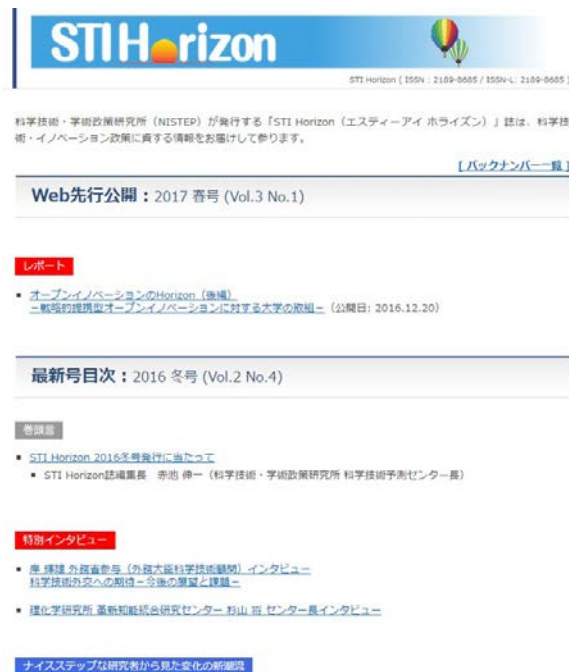 STI Horizon
STI Horizon ( ISSN : 2189-8685 / ISSN-L: 2189-8685 )
科学技術・学術政策研究所（NISTEP）が発行する「STI Horizon（エスティーアイ ホライズン）」誌は、科学技
術・イノベーション政策に資する情報をお届けして参ります。
[ バックナンバー一覧 ]
Web先行公開：2017 春号 (Vol.3 No.1)
レポート
オープンイノベーションのHorizon（後編）
－戦略的提携型オープンイノベーションに対する大学の取組－（公開日: 2016.12.20）
最新号目次：2016 冬号 (Vol.2 No.4)
巻頭言
STI Horizon 2016冬号発行に当たって
STI Horizon誌編集長　赤池 伸一（科学技術・学術政策研究所 科学技術予測センター長）
特別インタビュー
岸 輝雄 外務省参与（外務大臣科学技術顧問）インタビュー
科学技術外交への期待－今後の展望と課題－
理化学研究所 革新知能統合研究センター 杉山 将 センター長インタビュー
ナイスステップな研究者から見た変化の新潮流